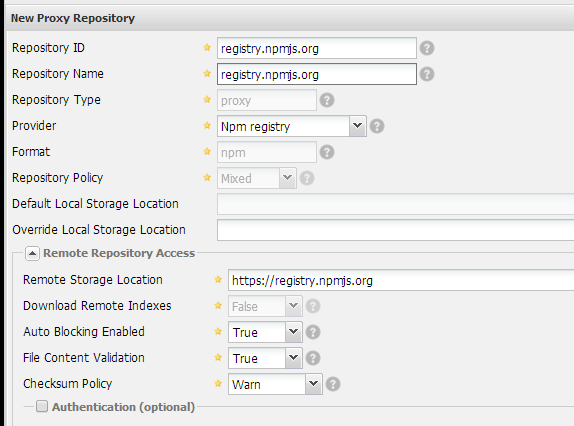 New Proxy Repository
Repository ID registry.npmjs.org
Repository Name registry.npmjs.org
Repository Type proxy
Provider Npm registry
Format npm
Repository Policy Mixed
Default Local Storage Location
Override Local Storage Location
Remote Repository Access
Remote Storage Location https://registry.npmjs.org
Download Remote Indexes False
Auto Blocking Enabled True
File Content Validation True
Checksum Policy Warn
Authentication (optional)